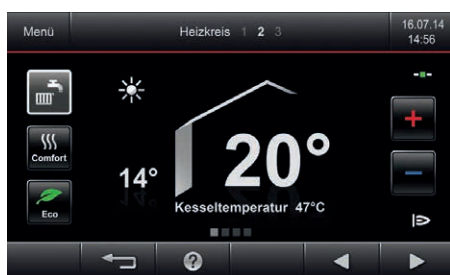 Menü
Heizkreis 1 2 3
16.07.14
14:56
Comfort
Eco
14°
20°
Kesseltemperatur 47°C